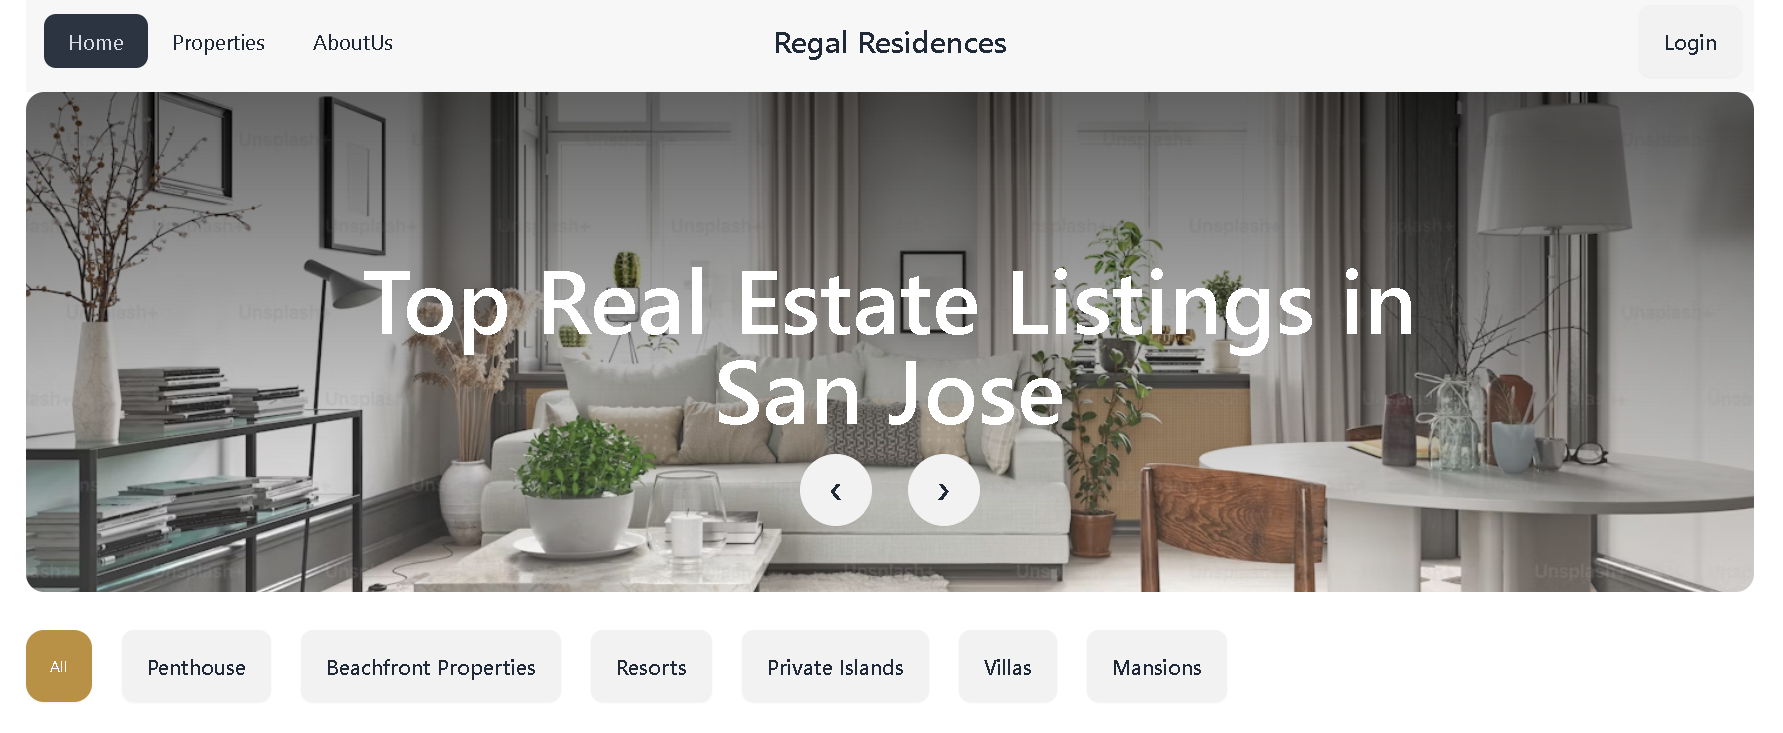 Home
Properties
AboutUs
Regal Residences
Login
Top Real Estate Listings in
San Jose
‹
›
All
Penthouse
Beachfront Properties
Resorts
Private Islands
Villas
Mansions
Unsplash+